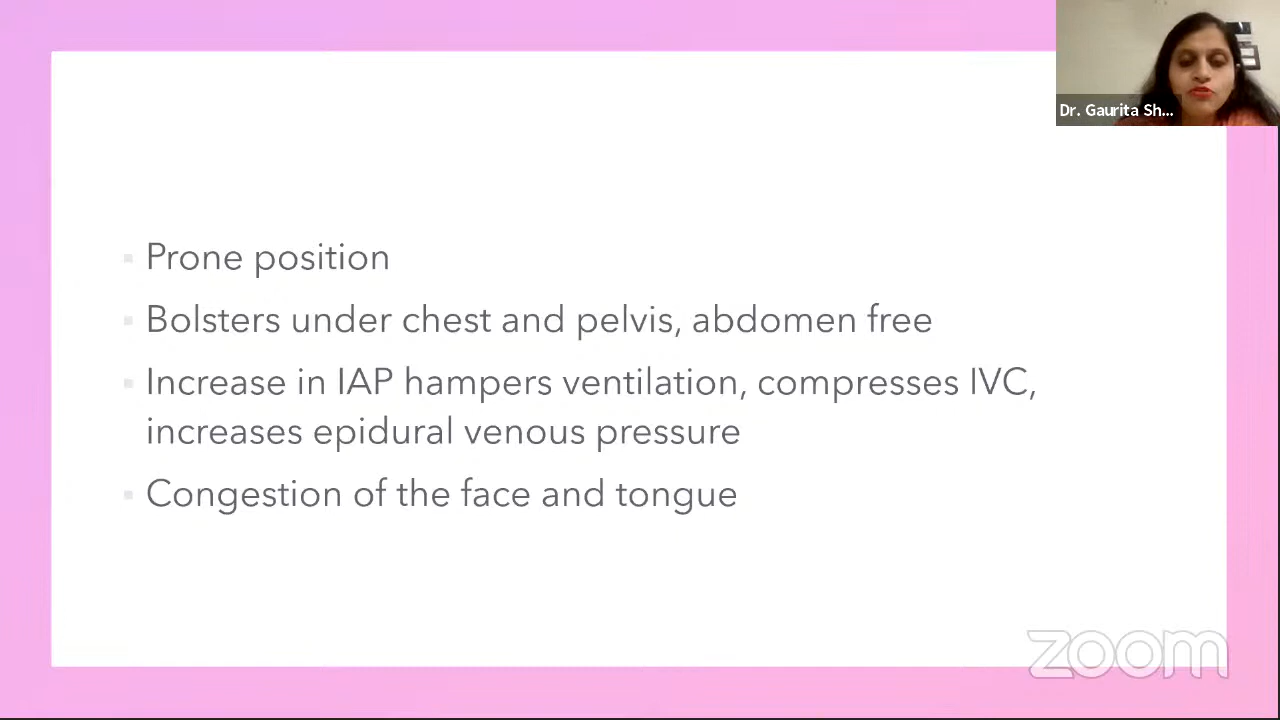 Dr. Gaurita Sh...
Prone position
Bolsters under chest and pelvis, abdomen free
Increase in IAP hampers ventilation, compresses IVC,
increases epidural venous pressure
Congestion of the face and tongue
zoom